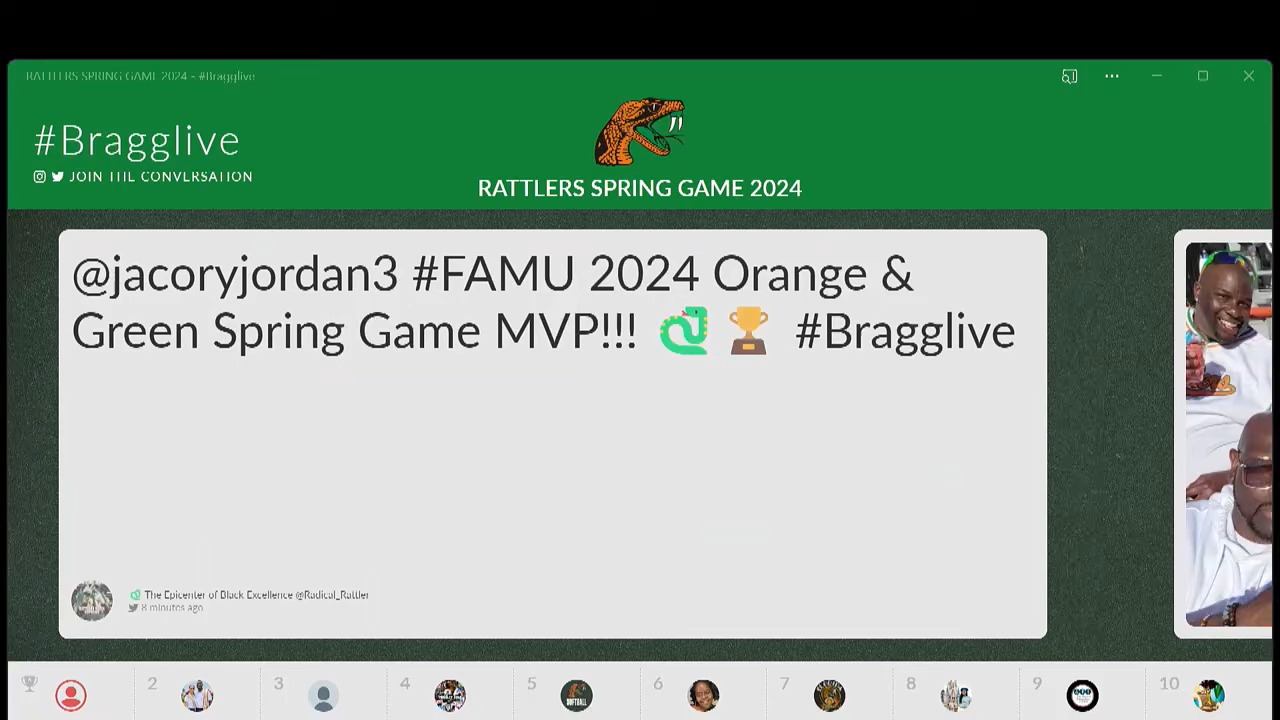 RATTLERS SPRING GAME 2024 - #Bragglive
#Bragglive
JOIN THE CONVERSATION
RATTLERS SPRING GAME 2024
@jacoryjordan3 #FAMU 2024 Orange &
Green Spring Game MVP!!! 🐍🏆 #Bragglive
The Epicenter of Black Excellence @Radical_Rattler
8 minutes ago
2 3 4 5 6 7 8 9 10
SOFTBALL